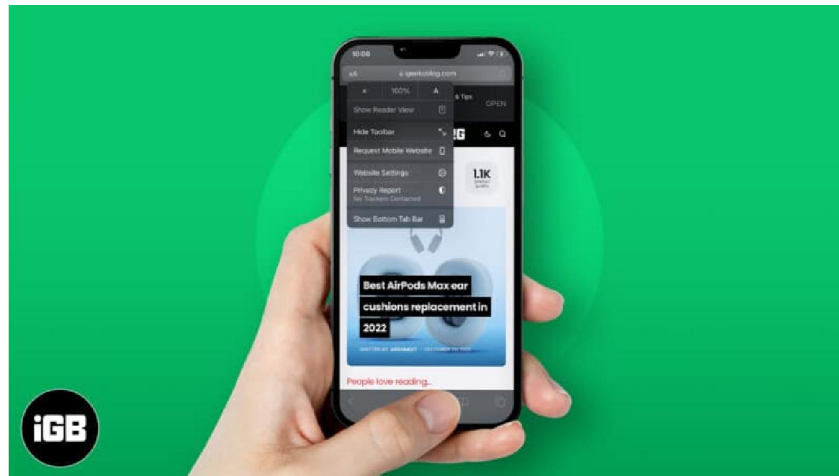 10:08
AA igeeksblog.com
A 100% A
& Tips
OPEN
Show Reader View
Hide Toolbar
Request Mobile Website
1.1K
Website Settings
Privacy Report
No Trackers Contacted
Show Bottom Tab Bar
Best AirPods Max ear
cushions replacement in
2022
People love reading...
iGB